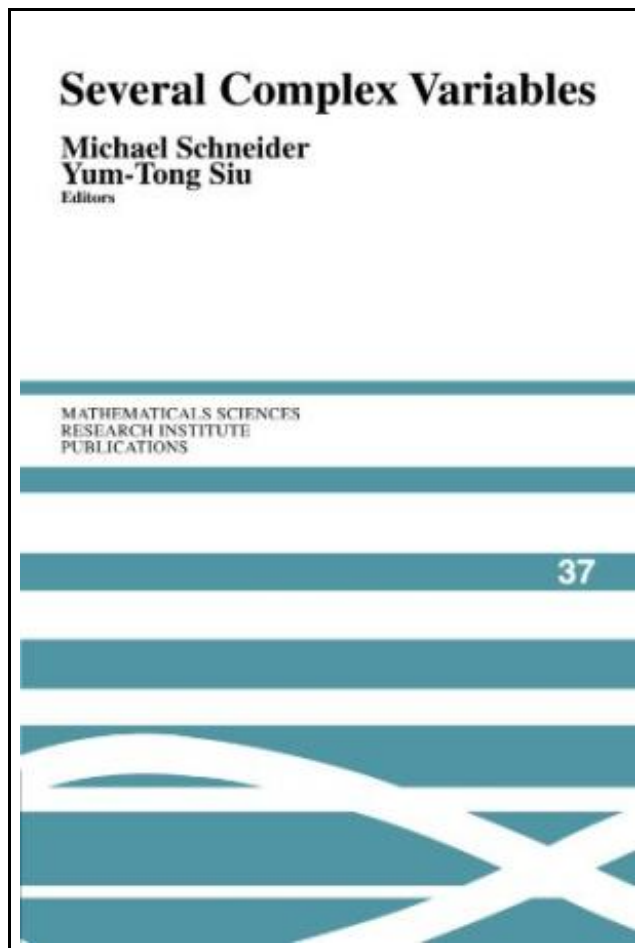 Several Complex Variables
Michael Schneider
Yum-Tong Siu
Editors
MATHEMATICALS SCIENCES
RESEARCH INSTITUTE
PUBLICATIONS
37